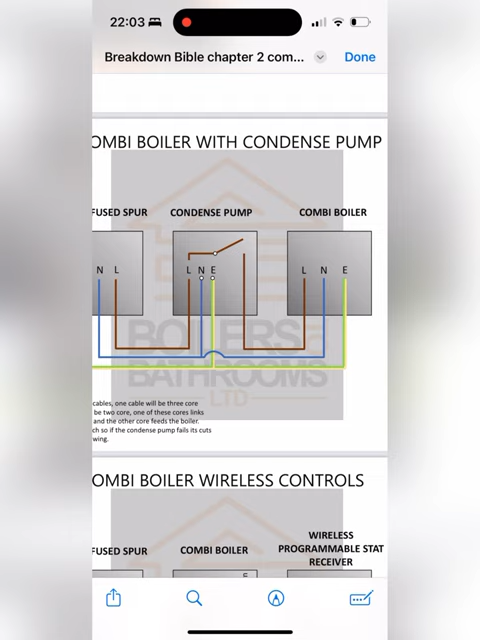 22:03
Breakdown Bible chapter 2 com...
Done
OMBI BOILER WITH CONDENSE PUMP
FUSED SPUR
CONDENSE PUMP
COMBI BOILER
N L
L N E
L N E
BOILERS
BATHROOMS
LTD
cables, one cable will be three core
be two core, one of these cores links
and the other core feeds the boiler.
ch so if the condense pump fails its cuts
wing.
OMBI BOILER WIRELESS CONTROLS
FUSED SPUR
COMBI BOILER
WIRELESS
PROGRAMMABLE STAT
RECEIVER